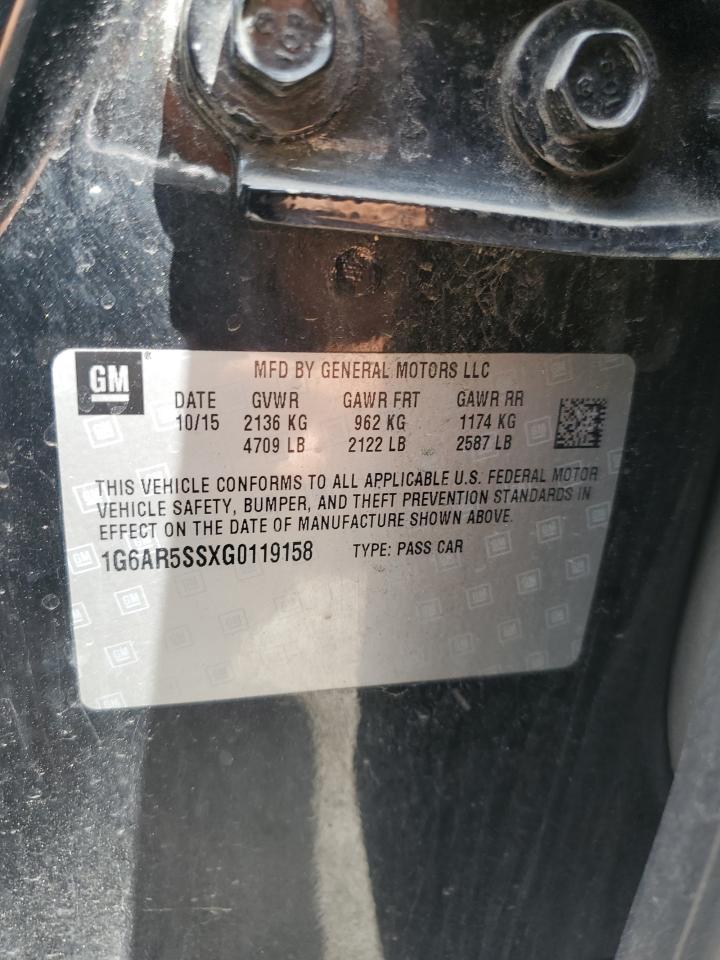 GM
MFD BY GENERAL MOTORS LLC
DATE GVWR GAWR FRT GAWR RR
10/15 2136 KG 962 KG 1174 KG
4709 LB 2122 LB 2587 LB
THIS VEHICLE CONFORMS TO ALL APPLICABLE U.S. FEDERAL MOTOR
VEHICLE SAFETY, BUMPER, AND THEFT PREVENTION STANDARDS IN
EFFECT ON THE DATE OF MANUFACTURE SHOWN ABOVE.
1G6AR5SSXG0119158 TYPE: PASS CAR